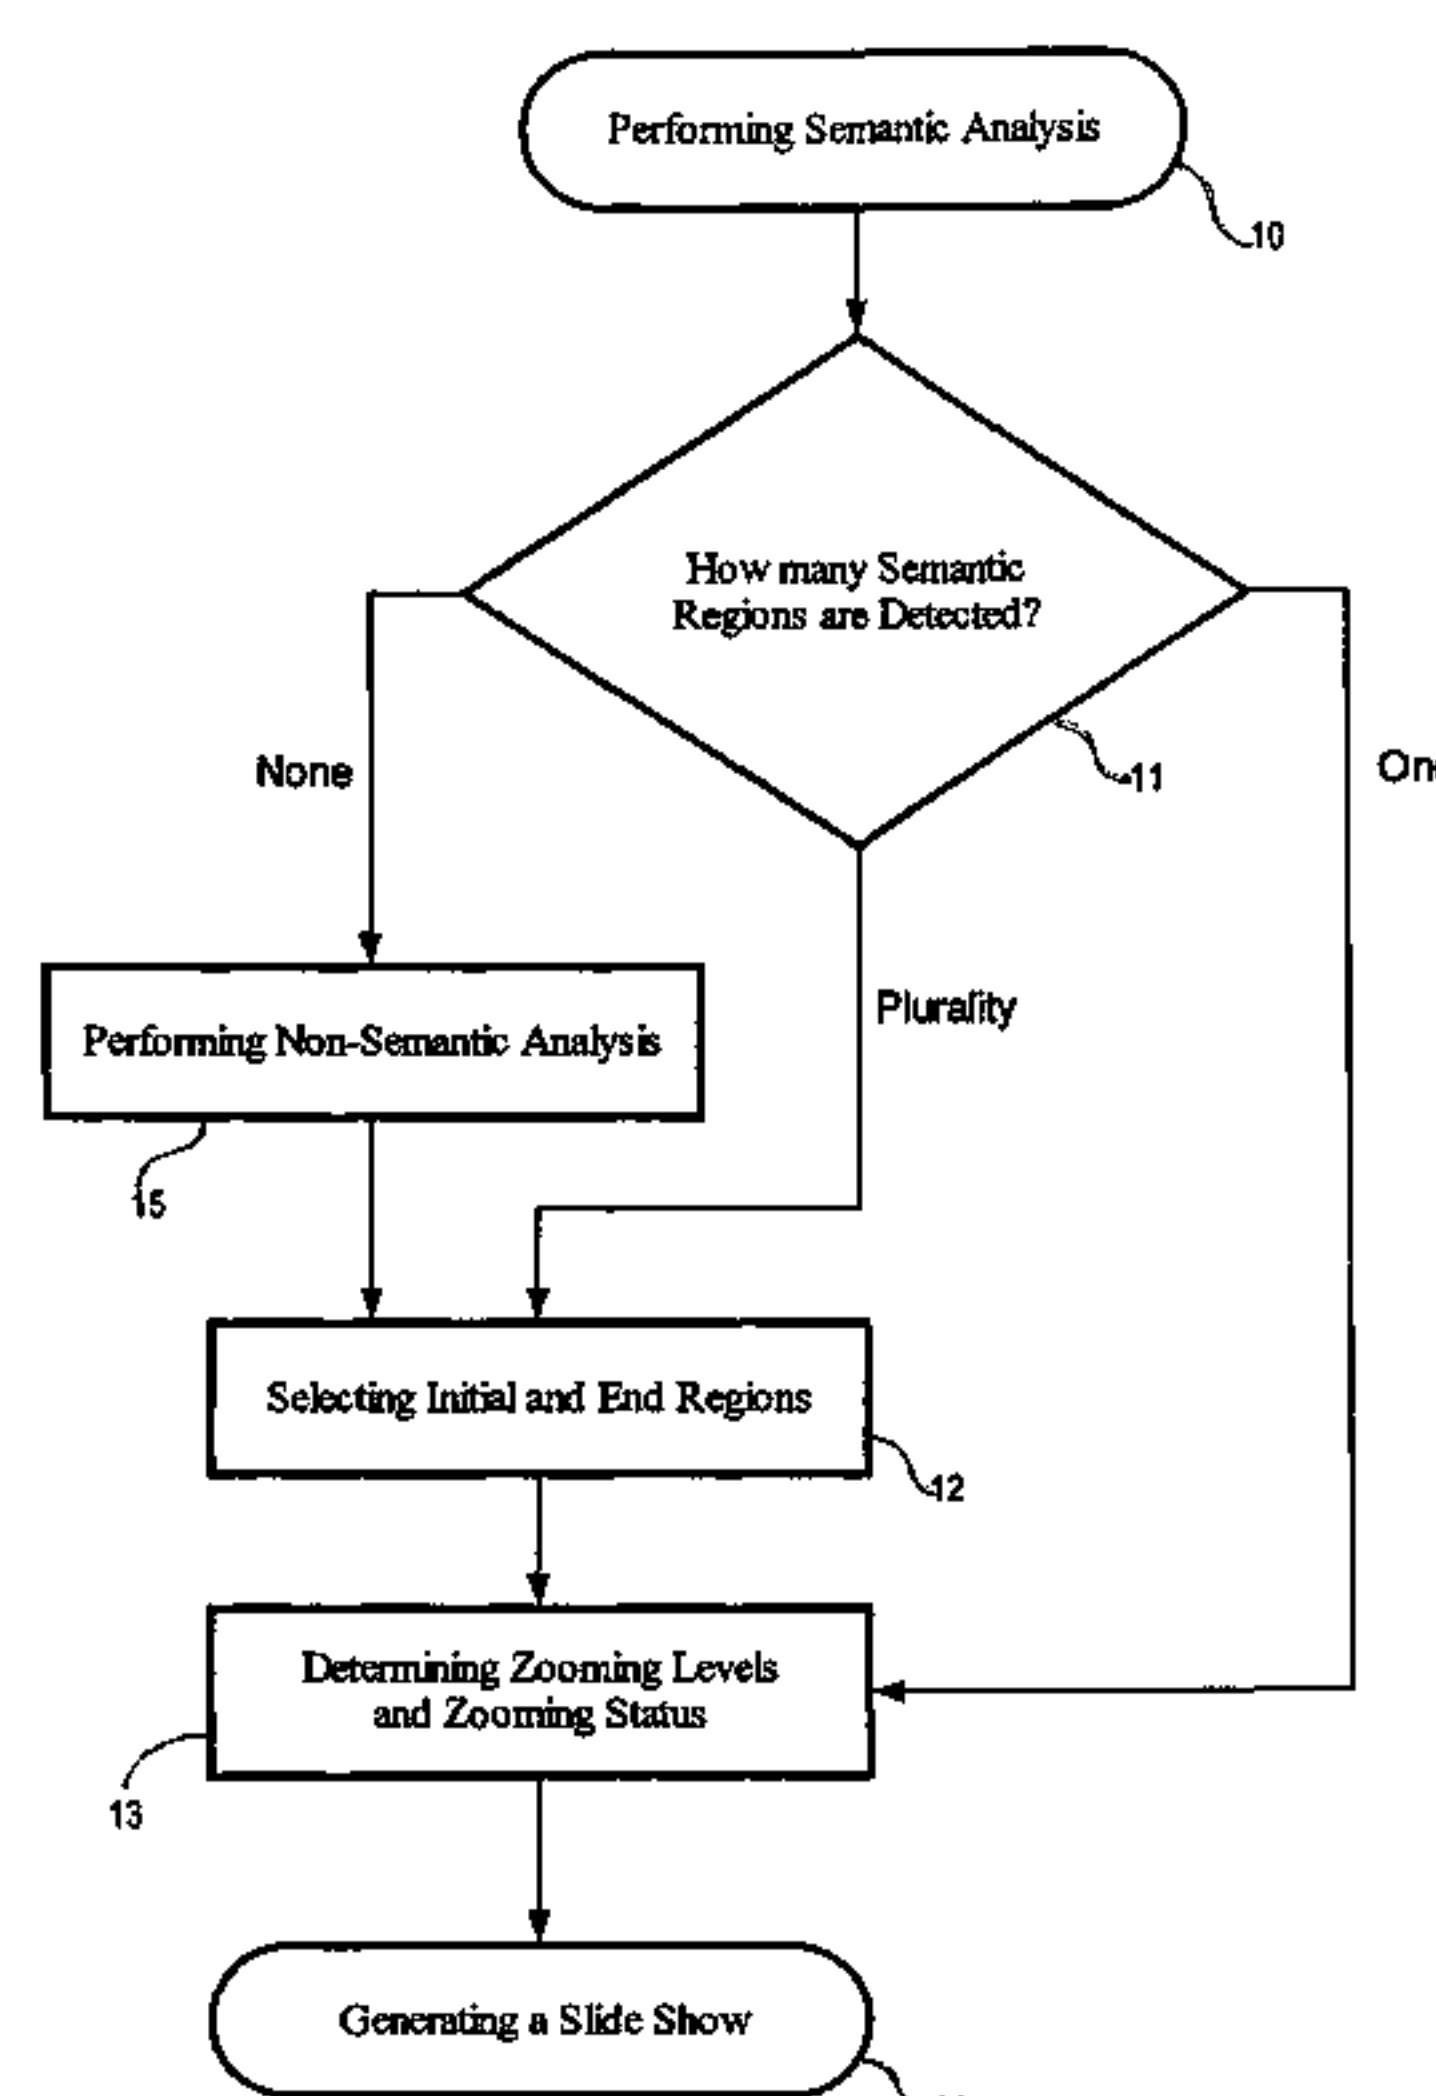 Performing Semantic Analysis
10
How many Semantic
Regions are Detected?
11
None
Plurality
Performing Non-Semantic Analysis
15
Selecting Initial and End Regions
12
Determining Zooming Levels
and Zooming Status
13
Generating a Slide Show